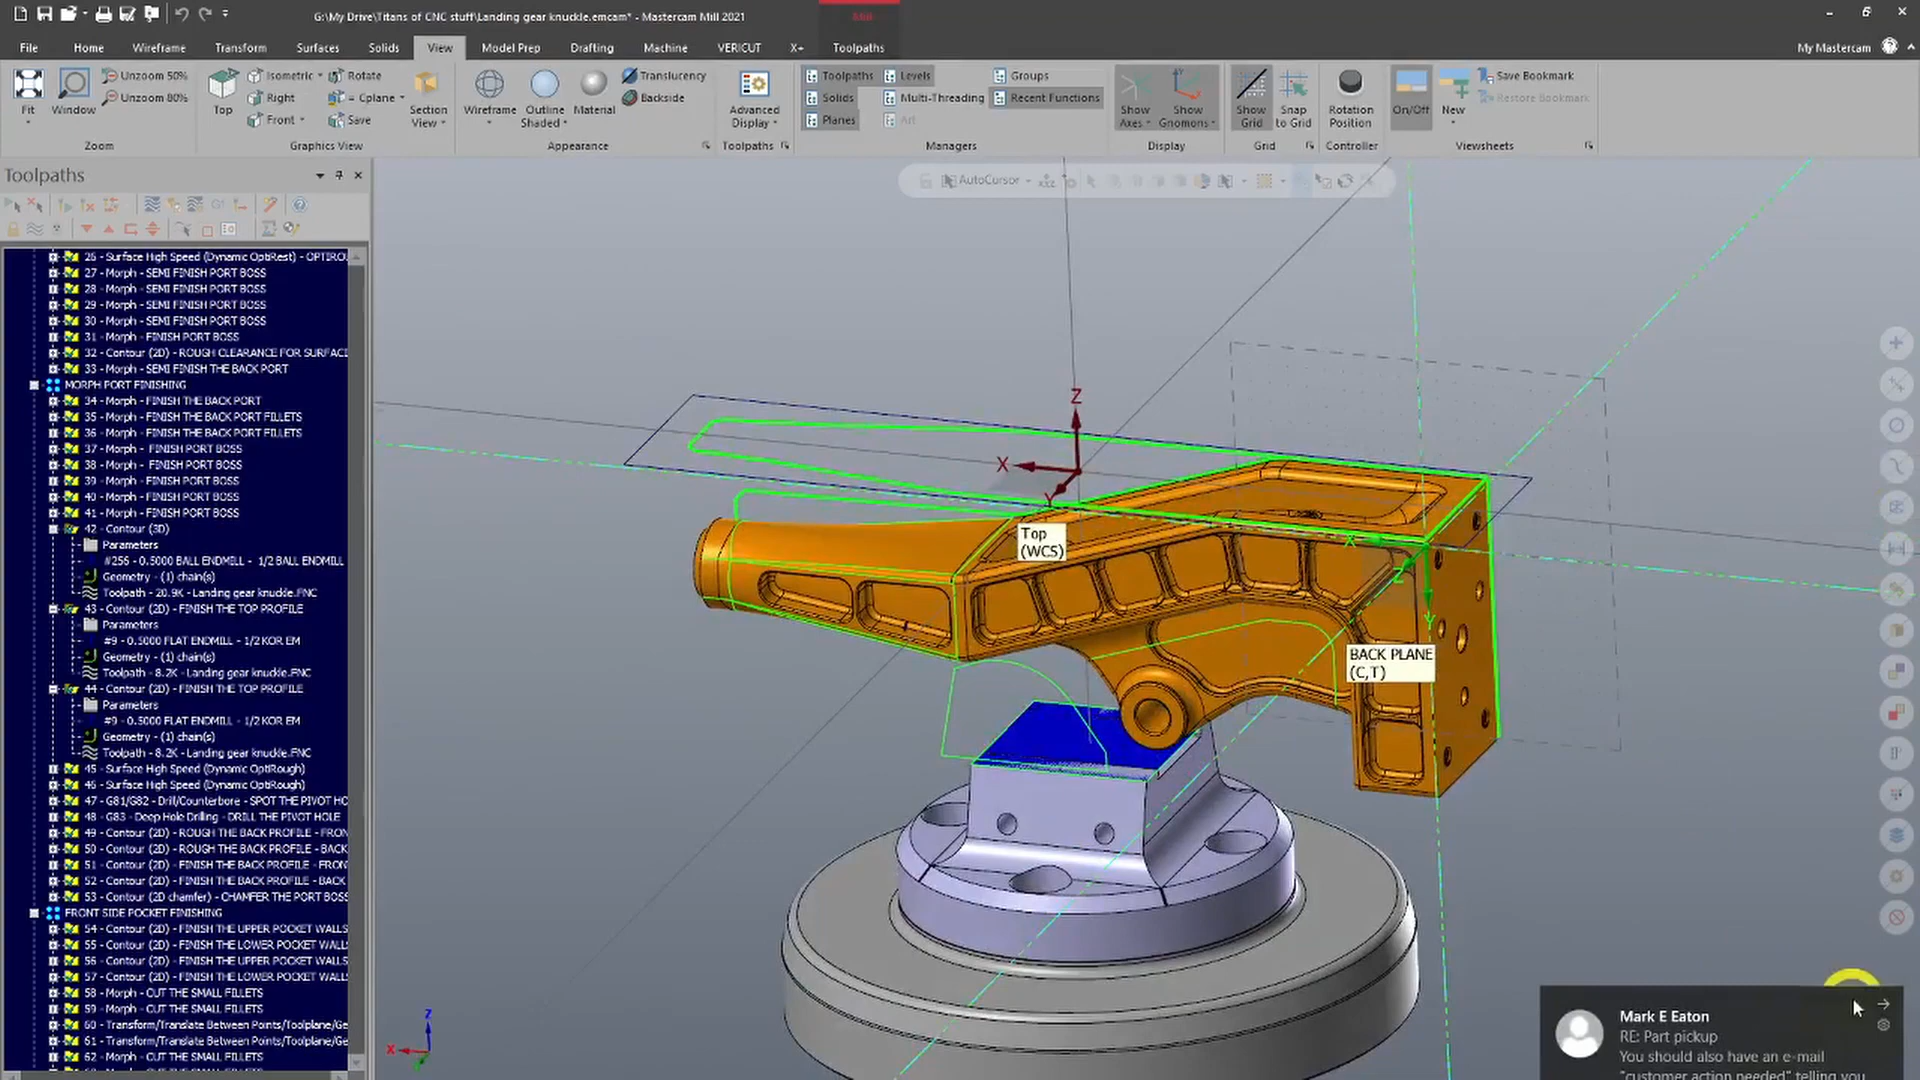 G:\My Drive\Titans of CNC stuff\Landing gear knuckle.emcam* - Mastercam Mill 2021
Mill
File Home Wireframe Transform Surfaces Solids View Model Prep Drafting Machine VERICUT X+ Toolpaths My Mastercam
Fit
Window
Unzoom 50%
Unzoom 80%
Zoom
Top
Isometric
Right
Front
Rotate
= Cplane
Save
Section View
Graphics View
Wireframe
Outline Shaded
Material
Translucency
Backside
Appearance
Advanced Display
Toolpaths
Toolpaths
Solids
Planes
Levels
Multi-Threading
Art
Groups
Recent Functions
Managers
Show Axes
Show Gnomons
Display
Show Grid
Snap to Grid
Grid
Rotation Position
Controller
On/Off
New
Save Bookmark
Restore Bookmark
Viewsheets
Toolpaths
AutoCursor
26 - Surface High Speed (Dynamic OptiRest) - OPTIROU
27 - Morph - SEMI FINISH PORT BOSS
28 - Morph - SEMI FINISH PORT BOSS
29 - Morph - SEMI FINISH PORT BOSS
30 - Morph - SEMI FINISH PORT BOSS
31 - Morph - FINISH PORT BOSS
32 - Contour (2D) - ROUGH CLEARANCE FOR SURFAC
33 - Morph - SEMI FINISH THE BACK PORT
MORPH PORT FINISHING
34 - Morph - FINISH THE BACK PORT
35 - Morph - FINISH THE BACK PORT FILLETS
36 - Morph - FINISH THE BACK PORT FILLETS
37 - Morph - FINISH PORT BOSS
38 - Morph - FINISH PORT BOSS
39 - Morph - FINISH PORT BOSS
40 - Morph - FINISH PORT BOSS
41 - Morph - FINISH PORT BOSS
42 - Contour (3D)
Parameters
#256 - 0.5000 BALL ENDMILL - 1/2 BALL ENDMILL
Geometry - (1) chain(s)
Toolpath - 20.9K - Landing gear knuckle.FNC
43 - Contour (2D) - FINISH THE TOP PROFILE
Parameters
#9 - 0.5000 FLAT ENDMILL - 1/2 KOR EM
Geometry - (1) chain(s)
Toolpath - 8.2K - Landing gear knuckle.FNC
44 - Contour (2D) - FINISH THE TOP PROFILE
Parameters
#9 - 0.5000 FLAT ENDMILL - 1/2 KOR EM
Geometry - (1) chain(s)
Toolpath - 8.2K - Landing gear knuckle.FNC
45 - Surface High Speed (Dynamic OptiRough)
46 - Surface High Speed (Dynamic OptiRough)
47 - G81/G82 - Drill/Counterbore - SPOT THE PIVOT HO
48 - G83 - Deep Hole Drilling - DRILL THE PIVOT HOLE
49 - Contour (2D) - ROUGH THE BACK PROFILE - FRON
50 - Contour (2D) - ROUGH THE BACK PROFILE - BACK
51 - Contour (2D) - FINISH THE BACK PROFILE - FRON
52 - Contour (2D) - FINISH THE BACK PROFILE - BACK
53 - Contour (2D chamfer) - CHAMFER THE PORT BOSS
FRONT SIDE POCKET FINISHING
54 - Contour (2D) - FINISH THE UPPER POCKET WALLS
55 - Contour (2D) - FINISH THE LOWER POCKET WALLS
56 - Contour (2D) - FINISH THE UPPER POCKET WALLS
57 - Contour (2D) - FINISH THE LOWER POCKET WALLS
58 - Morph - CUT THE SMALL FILLETS
59 - Morph - CUT THE SMALL FILLETS
60 - Transform/Translate Between Points/Toolplane/Ge
61 - Transform/Translate Between Points/Toolplane/Ge
62 - Morph - CUT THE SMALL FILLETS
Z
X
Y
Top
(WCS)
X
Z
Y
BACK PLANE
(C,T)
Z
X
Mark E Eaton
RE: Part pickup
You should also have an e-mail
"customer action needed" telling you